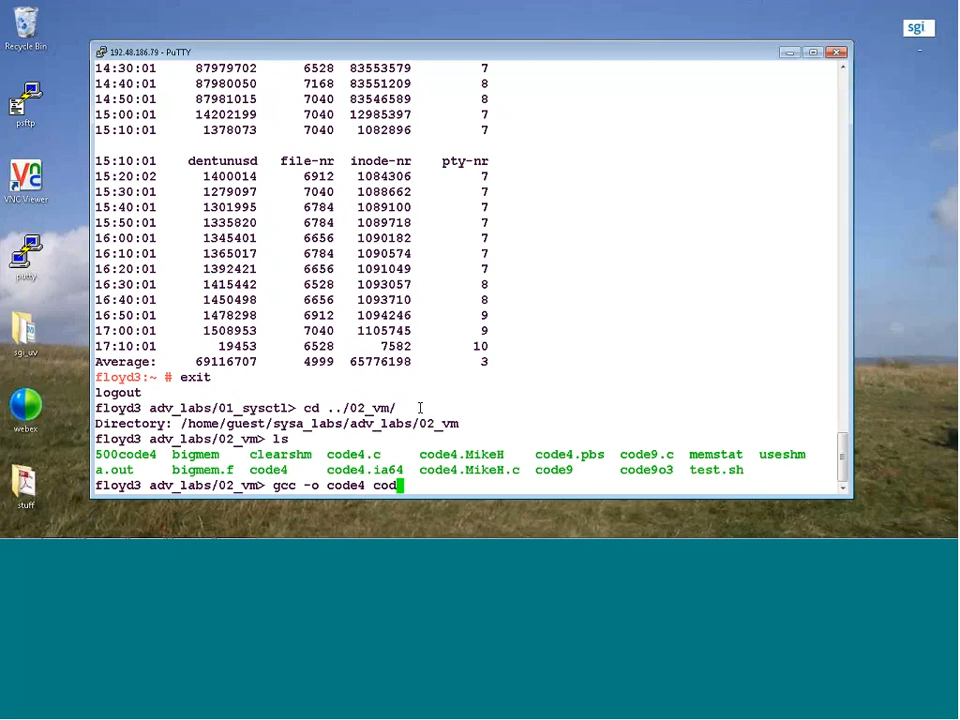 Recycle Bin
psftp
VNC Viewer
putty
sgi_uv
webex
stuff
sgi
192.48.186.79 - PuTTY
14:30:01 87979702 6528 83553579 7
14:40:01 87980050 7168 83551209 8
14:50:01 87981015 7040 83546589 8
15:00:01 14202199 7040 12985397 7
15:10:01 1378073 7040 1082896 7
15:10:01 dentunusd file-nr inode-nr pty-nr
15:20:02 1400014 6912 1084306 7
15:30:01 1279097 7040 1088662 7
15:40:01 1301995 6784 1089100 7
15:50:01 1335820 6784 1089718 7
16:00:01 1345401 6656 1090182 7
16:10:01 1365017 6784 1090574 7
16:20:01 1392421 6656 1091049 7
16:30:01 1415442 6528 1093057 8
16:40:01 1450498 6656 1093710 8
16:50:01 1478298 6912 1094246 9
17:00:01 1508953 7040 1105745 9
17:10:01 19453 6528 7582 10
Average: 69116707 4999 65776198 3
floyd3:~ # exit
logout
floyd3 adv_labs/01_sysctl> cd ../02_vm/
Directory: /home/guest/sysa_labs/adv_labs/02_vm
floyd3 adv_labs/02_vm> ls
500code4 bigmem clearshm code4.c code4.MikeH code4.pbs code9.c memstat useshm
a.out bigmem.f code4 code4.ia64 code4.MikeH.c code9 code9o3 test.sh
floyd3 adv_labs/02_vm> gcc -o code4 cod